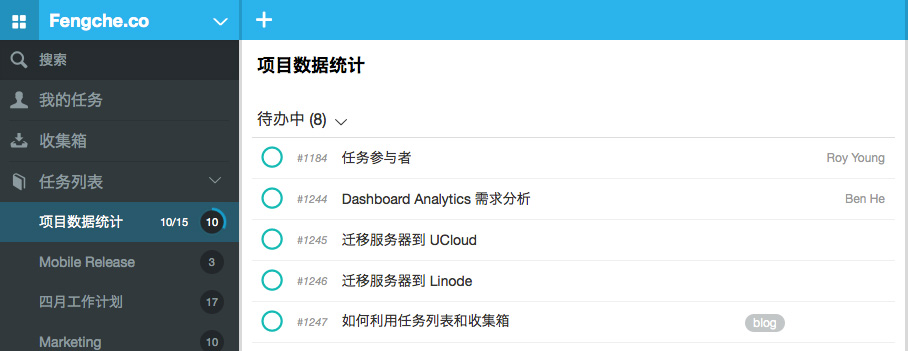 Fengche.co
搜索
我的任务
收集箱
任务列表
项目数据统计 10/15 10
Mobile Release 3
四月工作计划 17
Marketing 10
项目数据统计
待办中 (8)
#1184 任务参与者 Roy Young
#1244 Dashboard Analytics 需求分析 Ben He
#1245 迁移服务器到 UCloud
#1246 迁移服务器到 Linode
#1247 如何利用任务列表和收集箱 blog